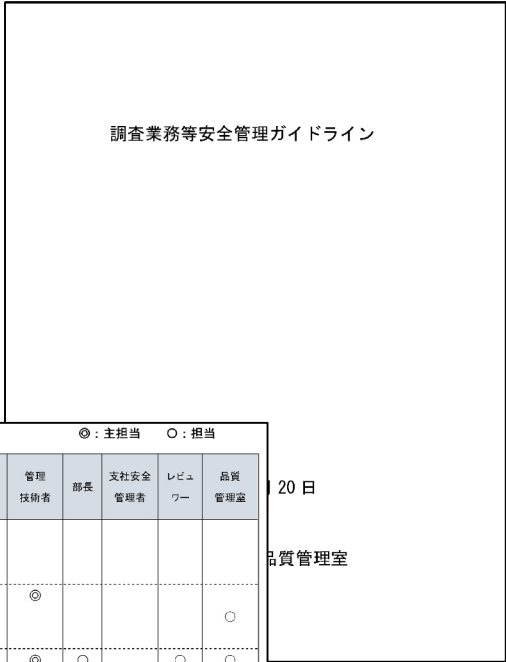 調査業務等安全管理ガイドライン
◎：主担当　○：担当
管理技術者　部長　支社安全管理者　レビュワー　品質管理室
◎
○
◎　○　○　○
20 日
品質管理室